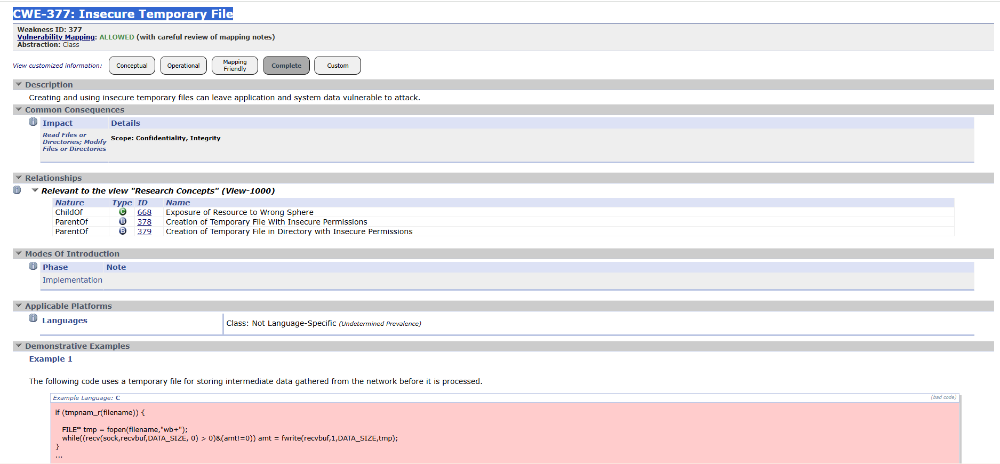 CWE-377: Insecure Temporary File
Weakness ID: 377
Vulnerability Mapping: ALLOWED (with careful review of mapping notes)
Abstraction: Class
View customized information: Conceptual Operational Mapping Friendly Complete Custom
Description
Creating and using insecure temporary files can leave application and system data vulnerable to attack.
Common Consequences
Impact Details
Read Files or Directories; Modify Files or Directories Scope: Confidentiality, Integrity
Relationships
Relevant to the view "Research Concepts" (View-1000)
Nature Type ID Name
ChildOf C 668 Exposure of Resource to Wrong Sphere
ParentOf B 378 Creation of Temporary File With Insecure Permissions
ParentOf B 379 Creation of Temporary File in Directory with Insecure Permissions
Modes Of Introduction
Phase Note
Implementation
Applicable Platforms
Languages Class: Not Language-Specific (Undetermined Prevalence)
Demonstrative Examples
Example 1
The following code uses a temporary file for storing intermediate data gathered from the network before it is processed.
Example Language: C (bad code)
if (tmpnam_r(filename)) {
FILE* tmp = fopen(filename,"wb+");
while((recv(sock,recvbuf,DATA_SIZE, 0) > 0)&(amt!=0)) amt = fwrite(recvbuf,1,DATA_SIZE,tmp);
}
...